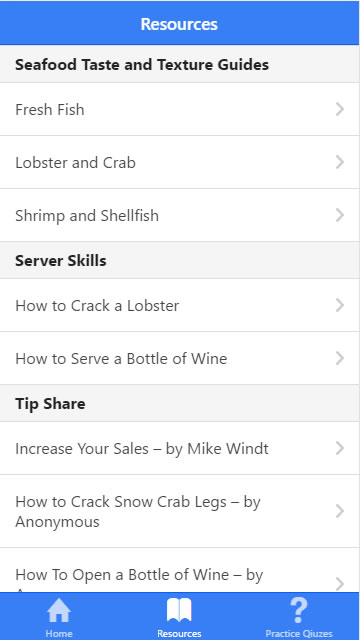 Resources
Seafood Taste and Texture Guides
Fresh Fish
Lobster and Crab
Shrimp and Shellfish
Server Skills
How to Crack a Lobster
How to Serve a Bottle of Wine
Tip Share
Increase Your Sales – by Mike Windt
How to Crack Snow Crab Legs – by
Anonymous
How To Open a Bottle of Wine – by
Home
Resources
Practice Qiuzes